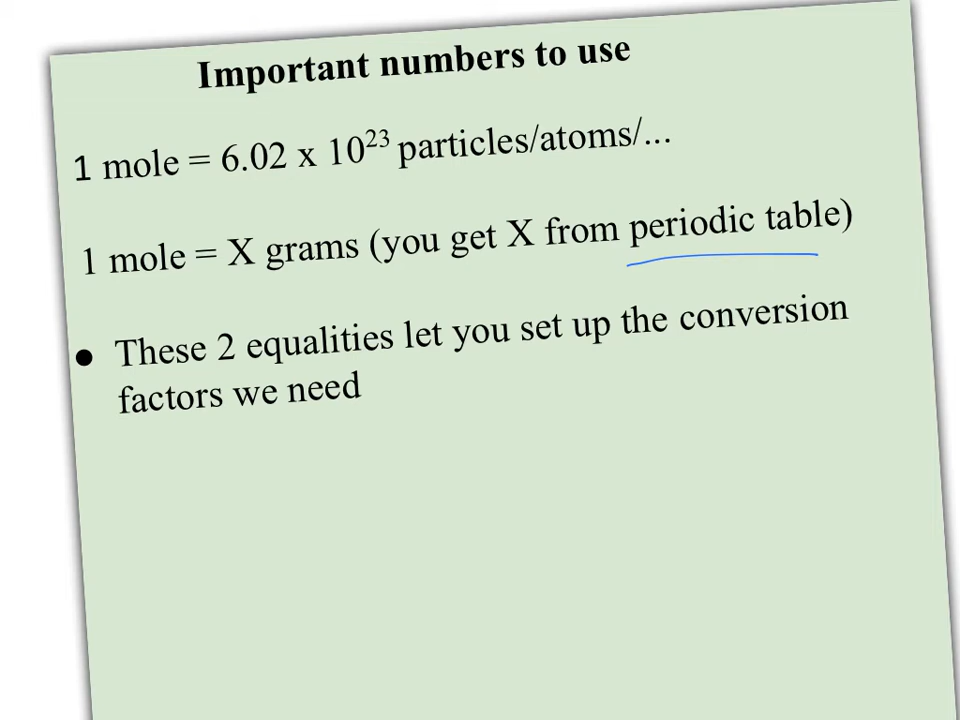 Important numbers to use
1 mole = 6.02 x 10²³ particles/atoms/...
1 mole = X grams (you get X from periodic table)
● These 2 equalities let you set up the conversion
factors we need